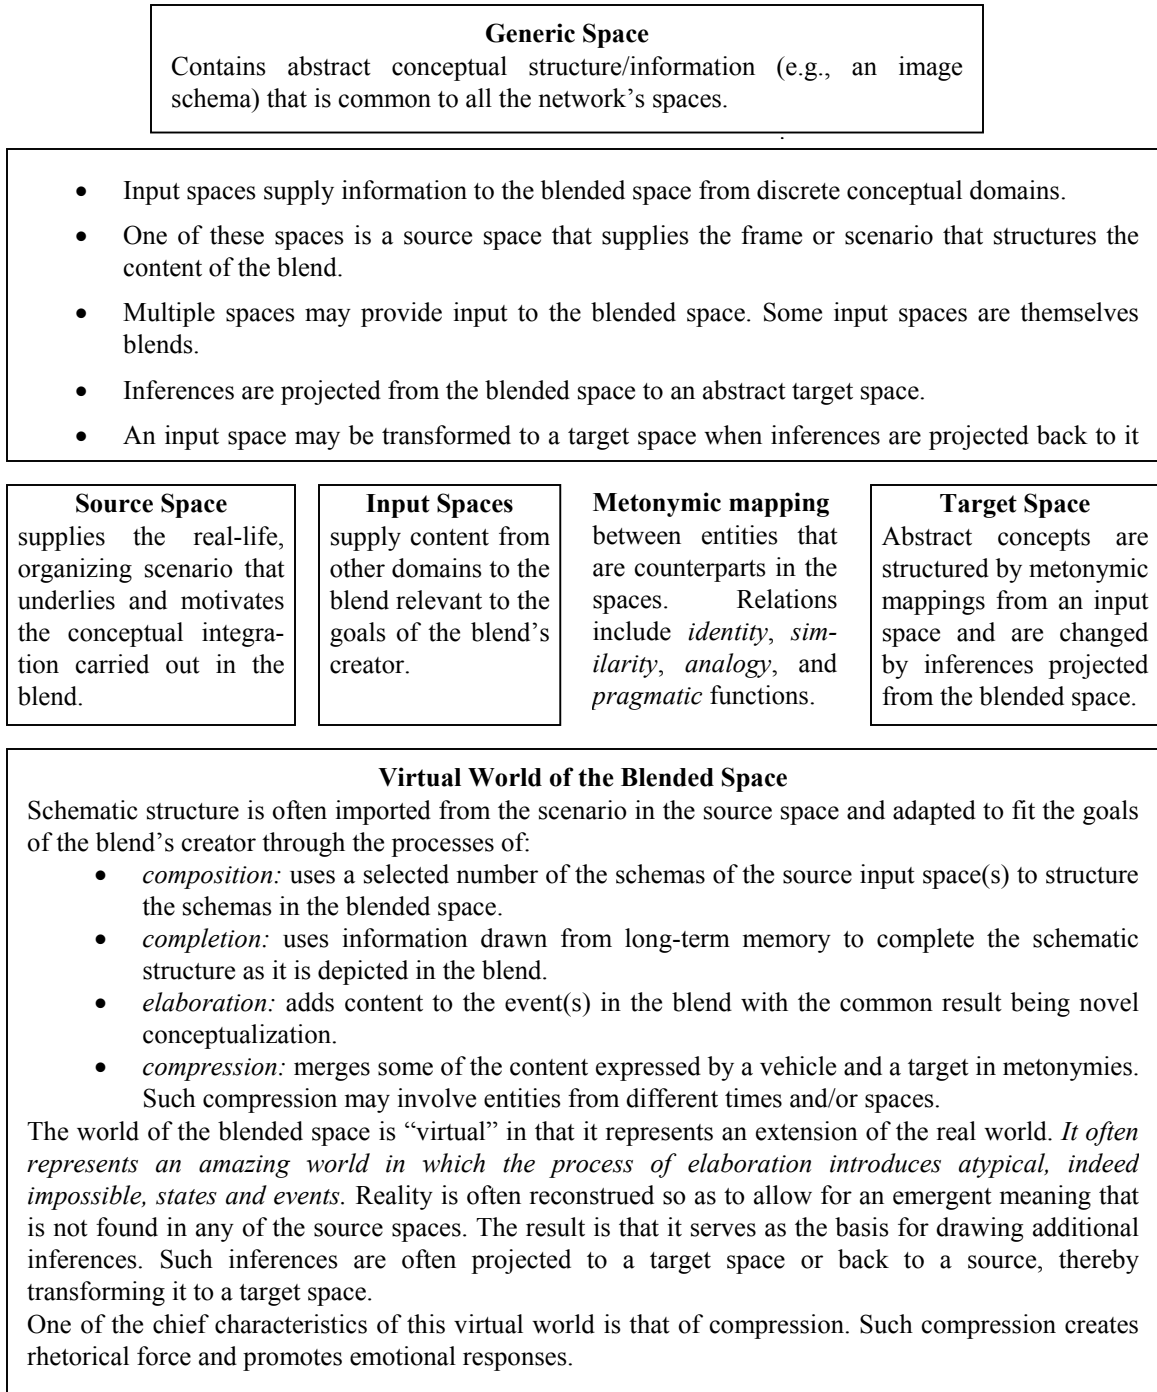 Generic Space
Contains abstract conceptual structure/information (e.g., an image
schema) that is common to all the network’s spaces.
• Input spaces supply information to the blended space from discrete conceptual domains.
• One of these spaces is a source space that supplies the frame or scenario that structures the
content of the blend.
• Multiple spaces may provide input to the blended space. Some input spaces are themselves
blends.
• Inferences are projected from the blended space to an abstract target space.
• An input space may be transformed to a target space when inferences are projected back to it
Source Space
supplies the real-life,
organizing scenario that
underlies and motivates
the conceptual integra-
tion carried out in the
blend.
Input Spaces
supply content from
other domains to the
blend relevant to the
goals of the blend’s
creator.
Metonymic mapping
between entities that
are counterparts in the
spaces. Relations
include identity, sim-
ilarity, analogy, and
pragmatic functions.
Target Space
Abstract concepts are
structured by metonymic
mappings from an input
space and are changed
by inferences projected
from the blended space.
Virtual World of the Blended Space
Schematic structure is often imported from the scenario in the source space and adapted to fit the goals
of the blend’s creator through the processes of:
• composition: uses a selected number of the schemas of the source input space(s) to structure
the schemas in the blended space.
• completion: uses information drawn from long-term memory to complete the schematic
structure as it is depicted in the blend.
• elaboration: adds content to the event(s) in the blend with the common result being novel
conceptualization.
• compression: merges some of the content expressed by a vehicle and a target in metonymies.
Such compression may involve entities from different times and/or spaces.
The world of the blended space is “virtual” in that it represents an extension of the real world. It often
represents an amazing world in which the process of elaboration introduces atypical, indeed
impossible, states and events. Reality is often reconstrued so as to allow for an emergent meaning that
is not found in any of the source spaces. The result is that it serves as the basis for drawing additional
inferences. Such inferences are often projected to a target space or back to a source, thereby
transforming it to a target space.
One of the chief characteristics of this virtual world is that of compression. Such compression creates
rhetorical force and promotes emotional responses.